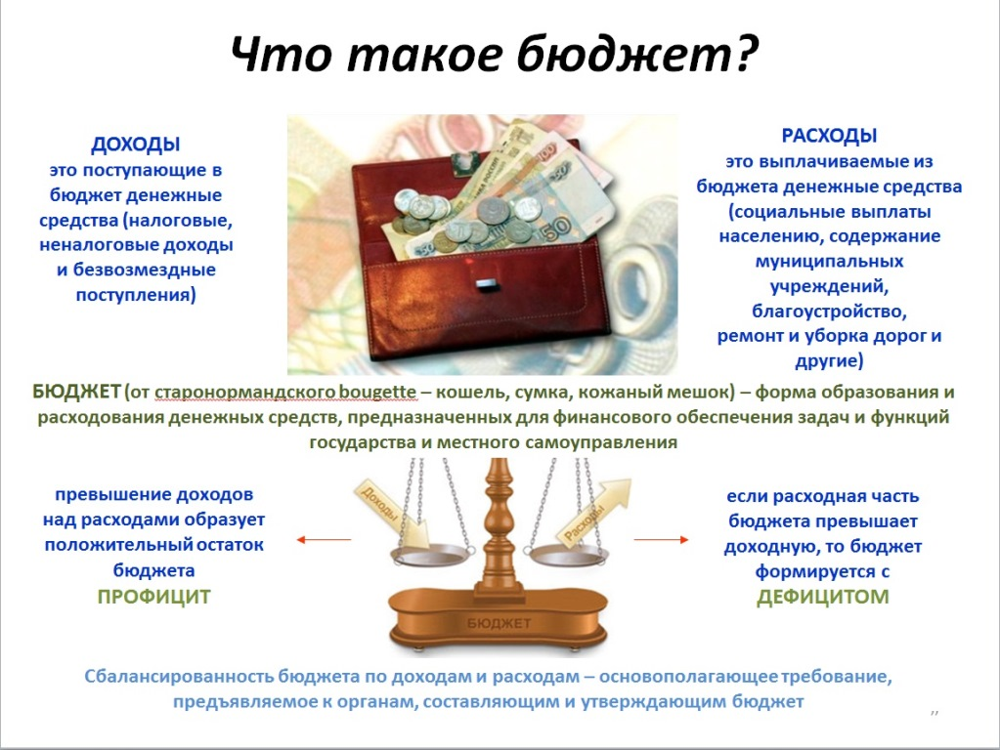 Что такое бюджет?
ДОХОДЫ
это поступающие в
бюджет денежные
средства (налоговые,
неналоговые доходы
и безвозмездные
поступления)
РАСХОДЫ
это выплачиваемые из
бюджета денежные средства
(социальные выплаты
населению, содержание
муниципальных
учреждений,
благоустройство,
ремонт и уборка дорог и
другие)
50
100
БЮДЖЕТ (от старонормандского bougette – кошель, сумка, кожаный мешок) – форма образования и
расходования денежных средств, предназначенных для финансового обеспечения задач и функций
государства и местного самоуправления
превышение доходов
над расходами образует
положительный остаток
бюджета
ПРОФИЦИТ
Доходы
Расходы
БЮДЖЕТ
если расходная часть
бюджета превышает
доходную, то бюджет
формируется с
ДЕФИЦИТОМ
Сбалансированность бюджета по доходам и расходам – основополагающее требование,
предъявляемое к органам, составляющим и утверждающим бюджет
”